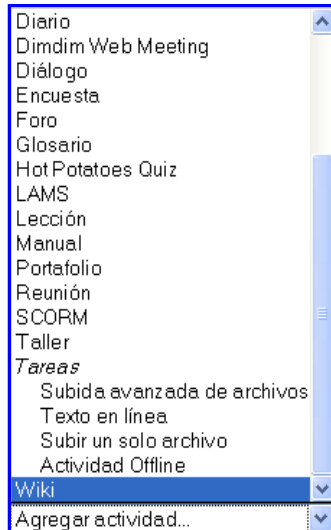 Diario
Dimdim Web Meeting
Diálogo
Encuesta
Foro
Glosario
Hot Potatoes Quiz
LAMS
Lección
Manual
Portafolio
Reunión
SCORM
Taller
Tareas
Subida avanzada de archivos
Texto en línea
Subir un solo archivo
Actividad Offline
Wiki
Agregar actividad...